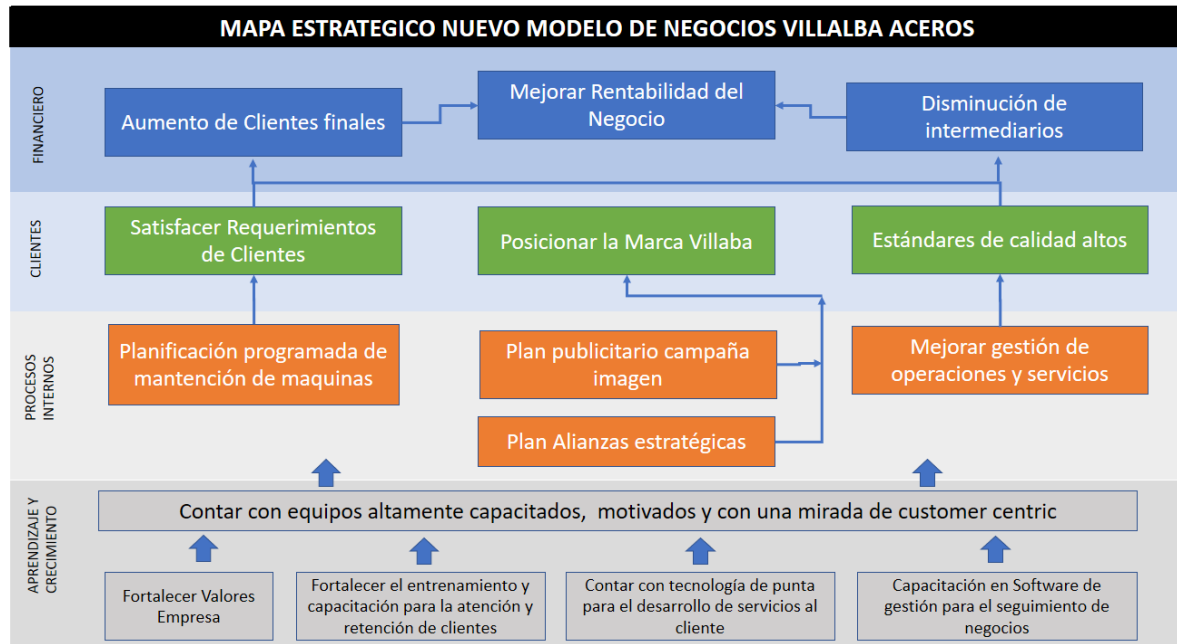 MAPA ESTRATEGICO NUEVO MODELO DE NEGOCIOS VILLALBA ACEROS
FINANCIERO
Aumento de Clientes finales
Mejorar Rentabilidad del
Negocio
Disminución de
intermediarios
CLIENTES
Satisfacer Requerimientos
de Clientes
Posicionar la Marca Villaba
Estándares de calidad altos
PROCESOS
INTERNOS
Planificación programada de
mantención de maquinas
Plan publicitario campaña
imagen
Mejorar gestión de
operaciones y servicios
Plan Alianzas estratégicas
APRENDIZAJE Y
CRECIMIENTO
Contar con equipos altamente capacitados, motivados y con una mirada de customer centric
Fortalecer Valores
Empresa
Fortalecer el entrenamiento y
capacitación para la atención y
retención de clientes
Contar con tecnología de punta
para el desarrollo de servicios al
cliente
Capacitación en Software de
gestión para el seguimiento de
negocios